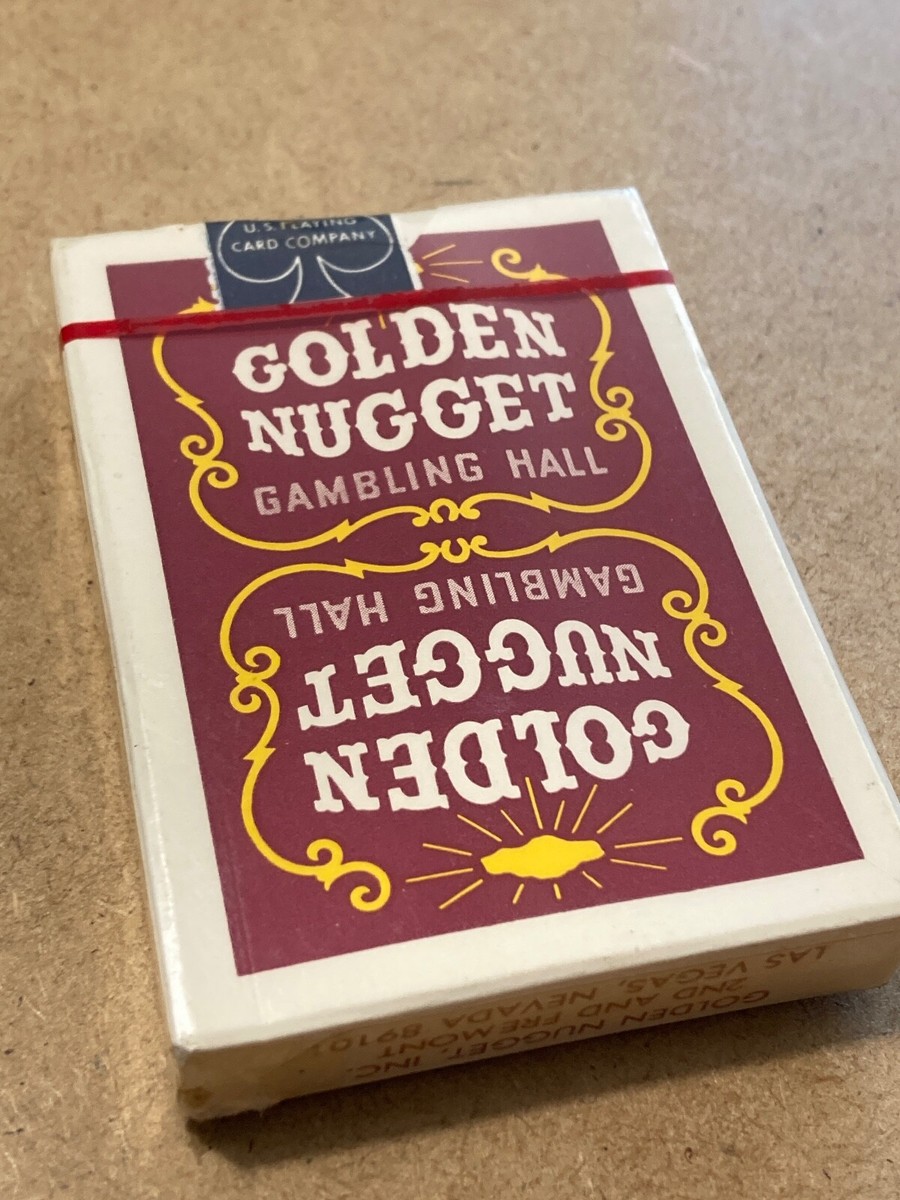 U.S. PLAYING
CARD COMPANY
GOLDEN
NUGGET
GAMBLING HALL
GAMBLING HALL
NUGGET
GOLDEN
GOLDEN NUGGET, INC.
2ND AND FREMONT
LAS VEGAS, NEVADA 89101